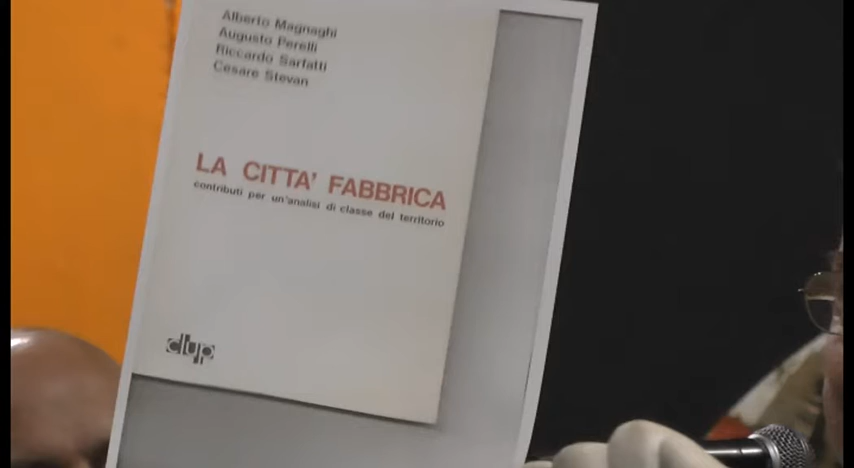 Alberto Magnaghi
Augusto Perelli
Riccardo Sarfatti
Cesare Stevan
LA CITTA' FABBRICA
contributi per un'analisi di classe del territorio
clup